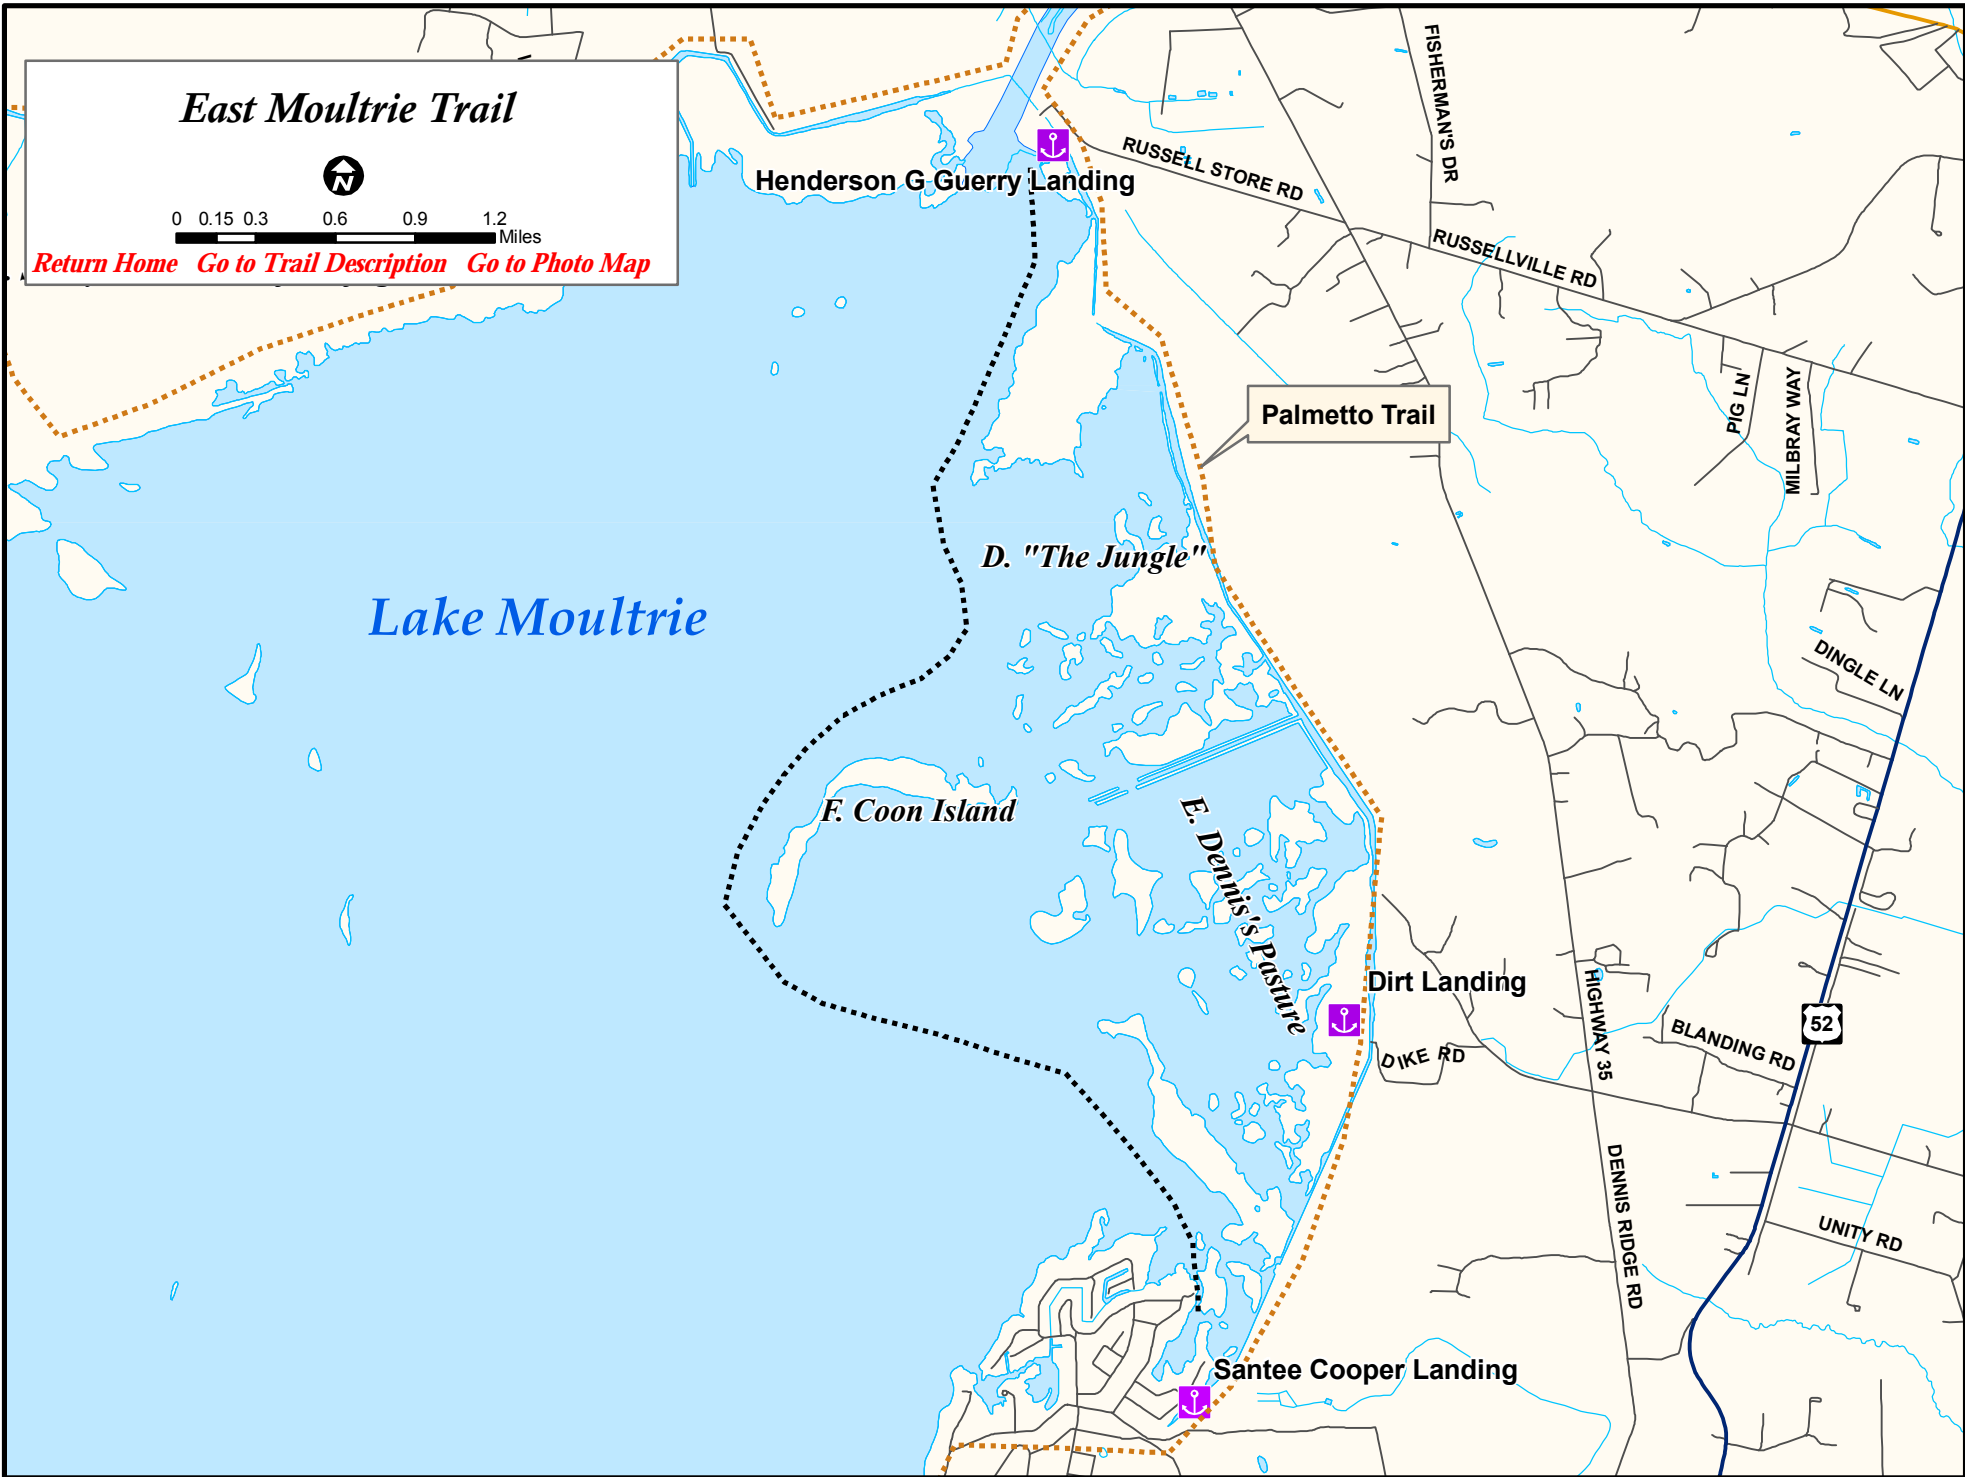 East Moultrie Trail
N
0 0.15 0.3 0.6 0.9 1.2
Miles
Return Home Go to Trail Description Go to Photo Map
Henderson G Guerry Landing
RUSSELL STORE RD
FISHERMAN'S DR
RUSSELLVILLE RD
Palmetto Trail
PIG LN
MILBRAY WAY
D. "The Jungle"
Lake Moultrie
DINGLE LN
F. Coon Island
E. Dennis's Pasture
Dirt Landing
DIKE RD
HIGHWAY 35
BLANDING RD
52
DENNIS RIDGE RD
UNITY RD
Santee Cooper Landing